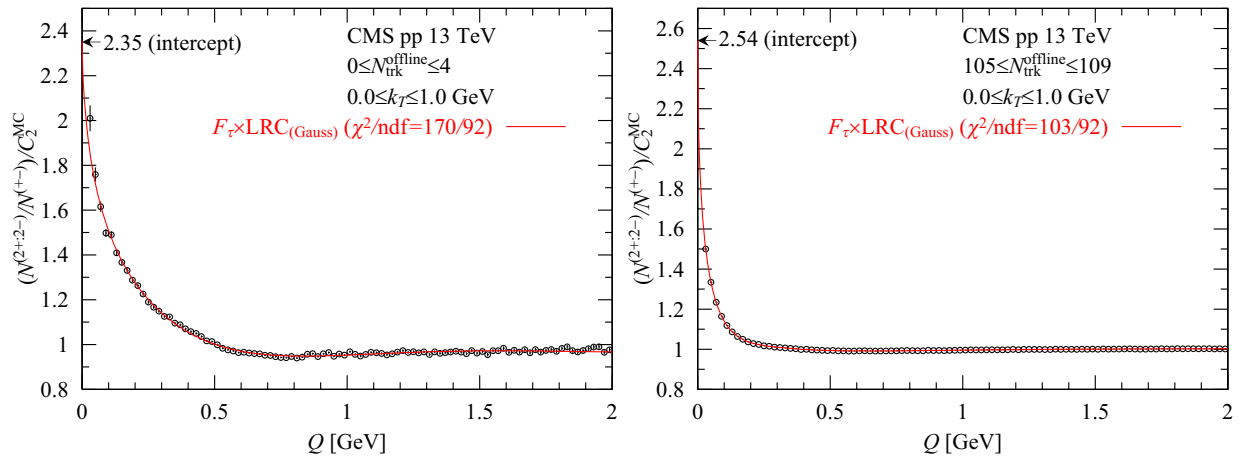 2.4
2.2
2
1.8
1.6
1.4
1.2
1
0.8
(N^(2+:2−)/N^(+−))/C_2^MC
2.35 (intercept)
CMS pp 13 TeV
0≤N_trk^offline≤4
0.0≤k_T≤1.0 GeV
F_τ×LRC_(Gauss) (χ²/ndf=170/92)
0 0.5 1 1.5 2
Q [GeV]
2.6
2.4
2.2
2
1.8
1.6
1.4
1.2
1
0.8
(N^(2+:2−)/N^(+−))/C_2^MC
2.54 (intercept)
CMS pp 13 TeV
105≤N_trk^offline≤109
0.0≤k_T≤1.0 GeV
F_τ×LRC_(Gauss) (χ²/ndf=103/92)
0 0.5 1 1.5 2
Q [GeV]